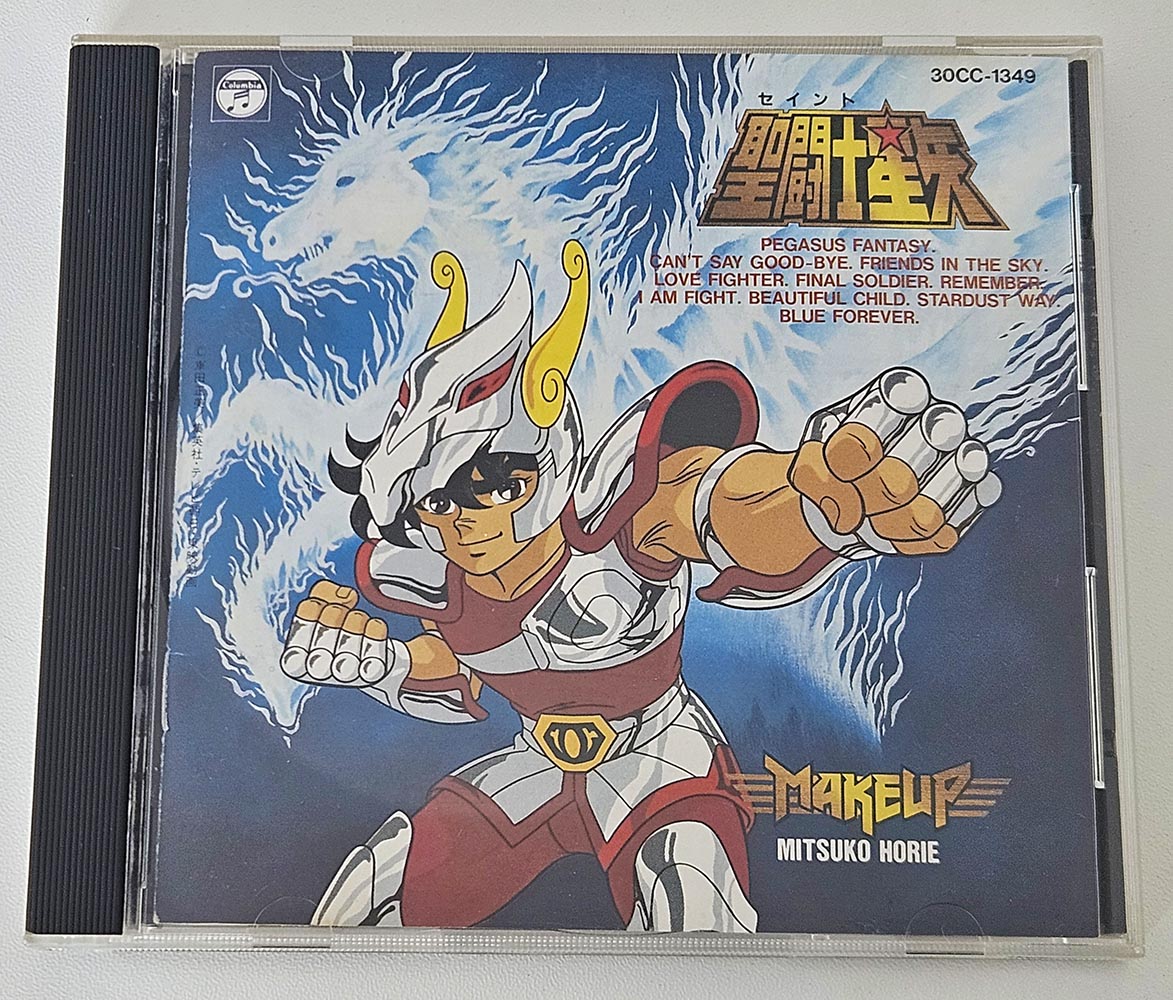 Columbia
30CC-1349
セイント
聖闘士星矢
PEGASUS FANTASY.
CAN'T SAY GOOD-BYE. FRIENDS IN THE SKY.
LOVE FIGHTER. FINAL SOLDIER. REMEMBER.
I AM FIGHT. BEAUTIFUL CHILD. STARDUST WAY
BLUE FOREVER.
MAKEUP
MITSUKO HORIE